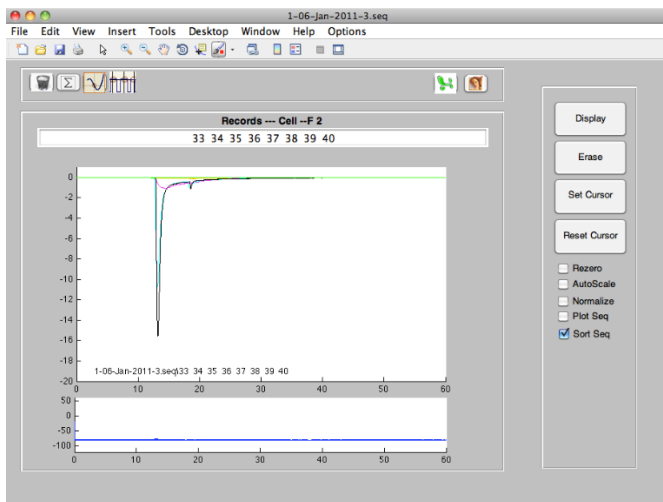 1-06-Jan-2011-3.seq
File Edit View Insert Tools Desktop Window Help Options
Σ
Records --- Cell --F 2
33 34 35 36 37 38 39 40
0
-2
-4
-6
-8
-10
-12
-14
-16
-18
-20
1-06-Jan-2011-3.seq\33 34 35 36 37 38 39 40
0 10 20 30 40 50 60
50
0
-50
-100
0 10 20 30 40 50 60
Display
Erase
Set Cursor
Reset Cursor
Rezero
AutoScale
Normalize
Plot Seq
Sort Seq